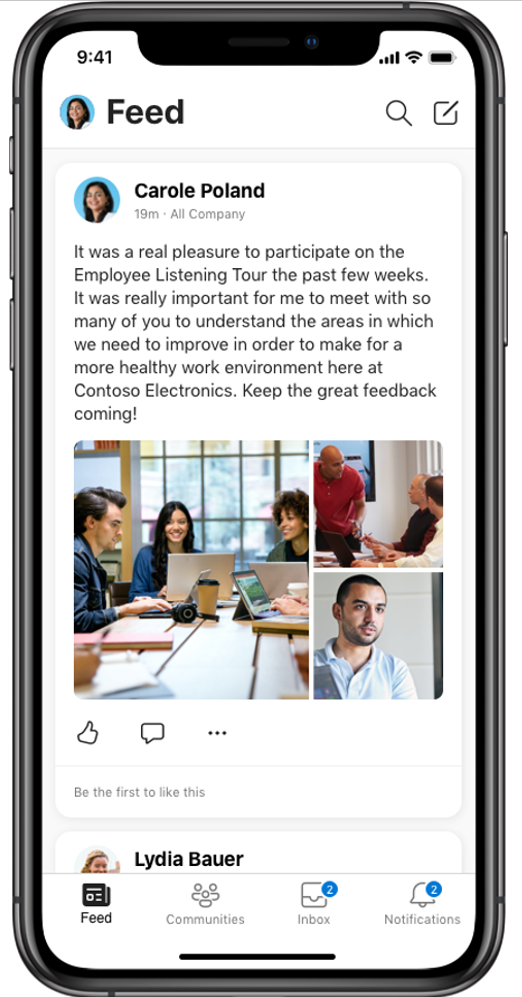 9:41
Feed
Carole Poland
19m · All Company
It was a real pleasure to participate on the
Employee Listening Tour the past few weeks.
It was really important for me to meet with so
many of you to understand the areas in which
we need to improve in order to make for a
more healthy work environment here at
Contoso Electronics. Keep the great feedback
coming!
Be the first to like this
Lydia Bauer
2
2
Feed
Communities
Inbox
Notifications